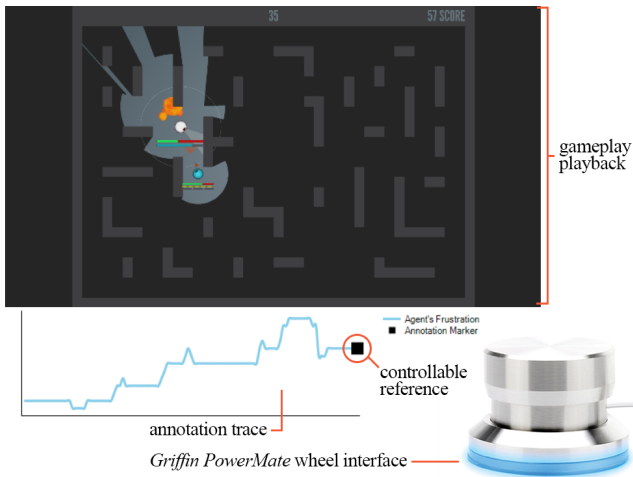 35
57 SCORE
gameplay
playback
Agent's Frustration
Annotation Marker
controllable
reference
annotation trace
Griffin PowerMate wheel interface